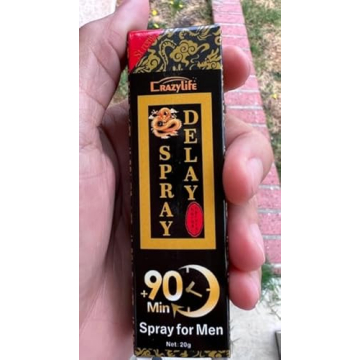 CRAZYLIFE
DELAY
SPRAY
+90
Min
Spray for Men
Net: 20g